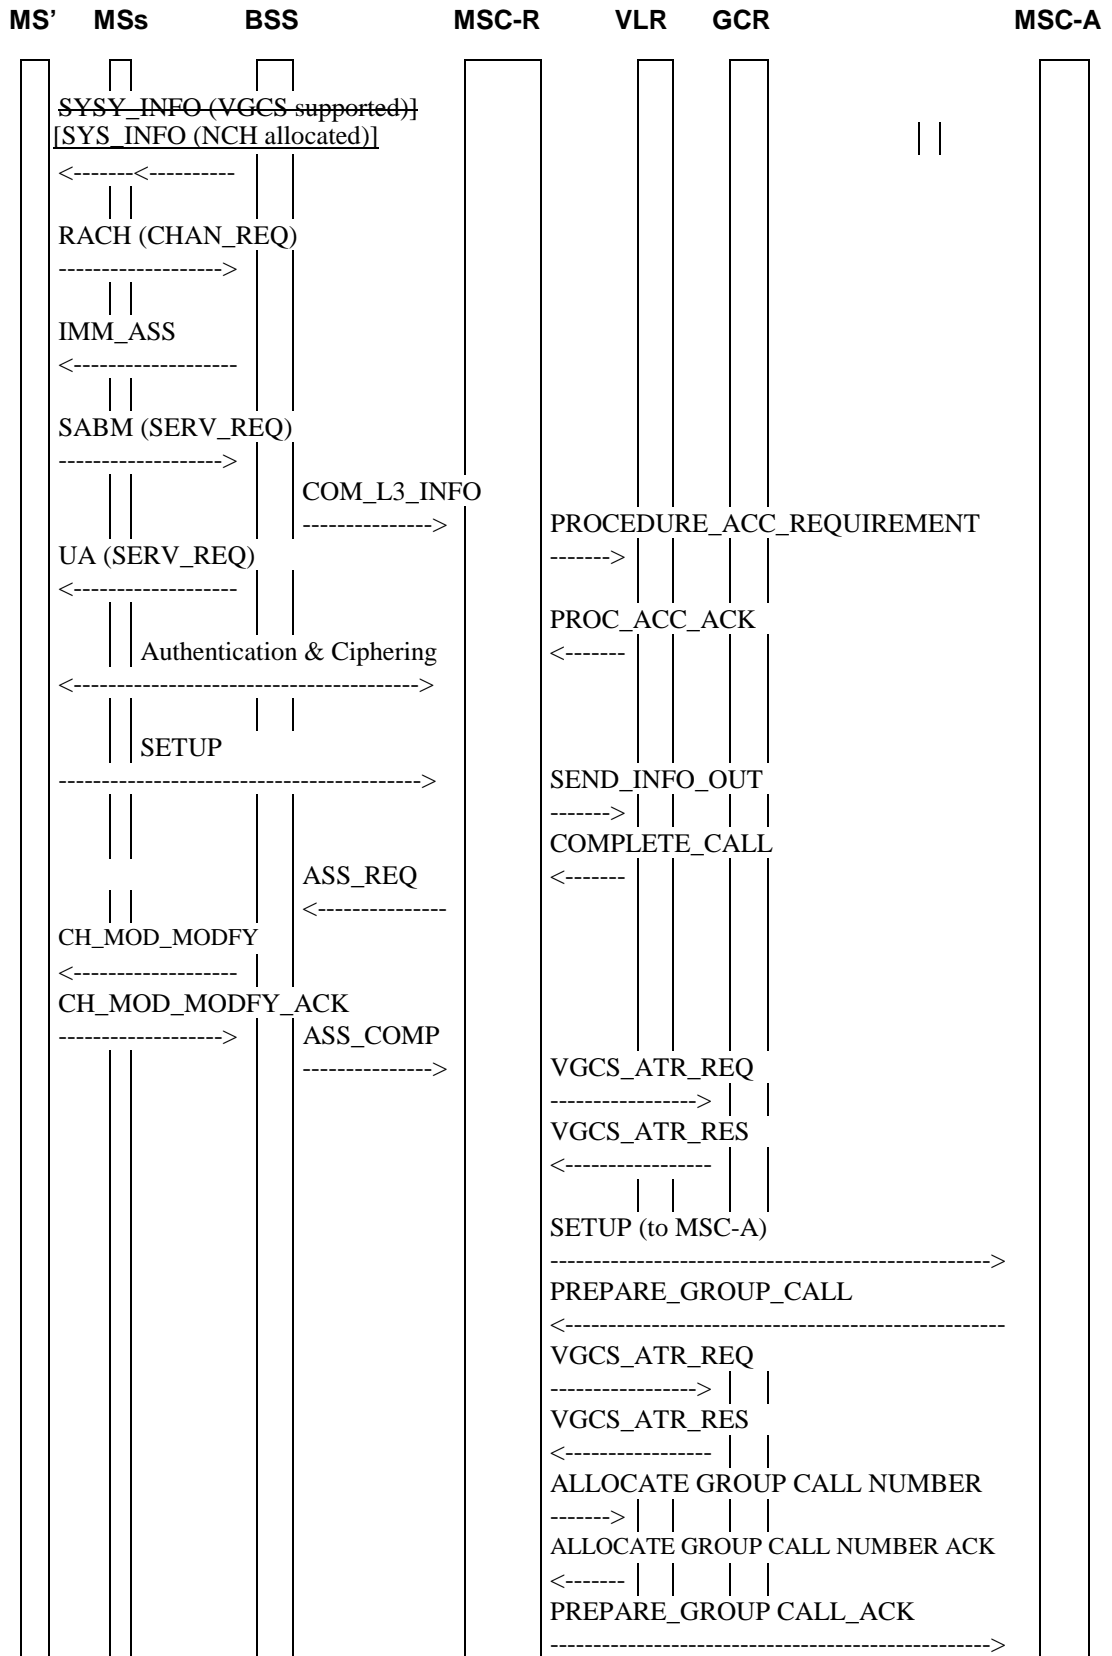 MS’ MSs BSS MSC-R VLR GCR MSC-A
SYSY_INFO (VGCS supported)]
[SYS_INFO (NCH allocated)]
<-------<----------
RACH (CHAN_REQ)
------------------->
IMM_ASS
<-------------------
SABM (SERV_REQ)
------------------->
COM_L3_INFO
---------------> PROCEDURE_ACC_REQUIREMENT
UA (SERV_REQ) ------->
<-------------------
PROC_ACC_ACK
Authentication & Ciphering <-------
<---------------------------------------->
SETUP
------------------------------------------> SEND_INFO_OUT
------->
COMPLETE_CALL
ASS_REQ <-------
<---------------
CH_MOD_MODFY
<-------------------
CH_MOD_MODFY_ACK
-------------------> ASS_COMP
---------------> VGCS_ATR_REQ
----------------->
VGCS_ATR_RES
<-----------------
SETUP (to MSC-A)
--------------------------------------------------->
PREPARE_GROUP_CALL
<---------------------------------------------------
VGCS_ATR_REQ
----------------->
VGCS_ATR_RES
<-----------------
ALLOCATE GROUP CALL NUMBER
------->
ALLOCATE GROUP CALL NUMBER ACK
<-------
PREPARE_GROUP CALL_ACK
--------------------------------------------------->